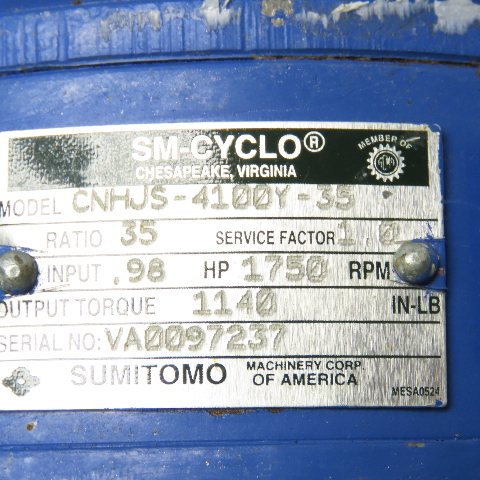 SM-CYCLO®
CHESAPEAKE, VIRGINIA
MEMBER OF
MODEL CNHJS-4100Y-35
RATIO 35 SERVICE FACTOR 1.0
INPUT .98 HP 1750 RPM
OUTPUT TORQUE 1140 IN-LB
SERIAL NO: VA0097237
SUMITOMO MACHINERY CORP. OF AMERICA
MESA0524